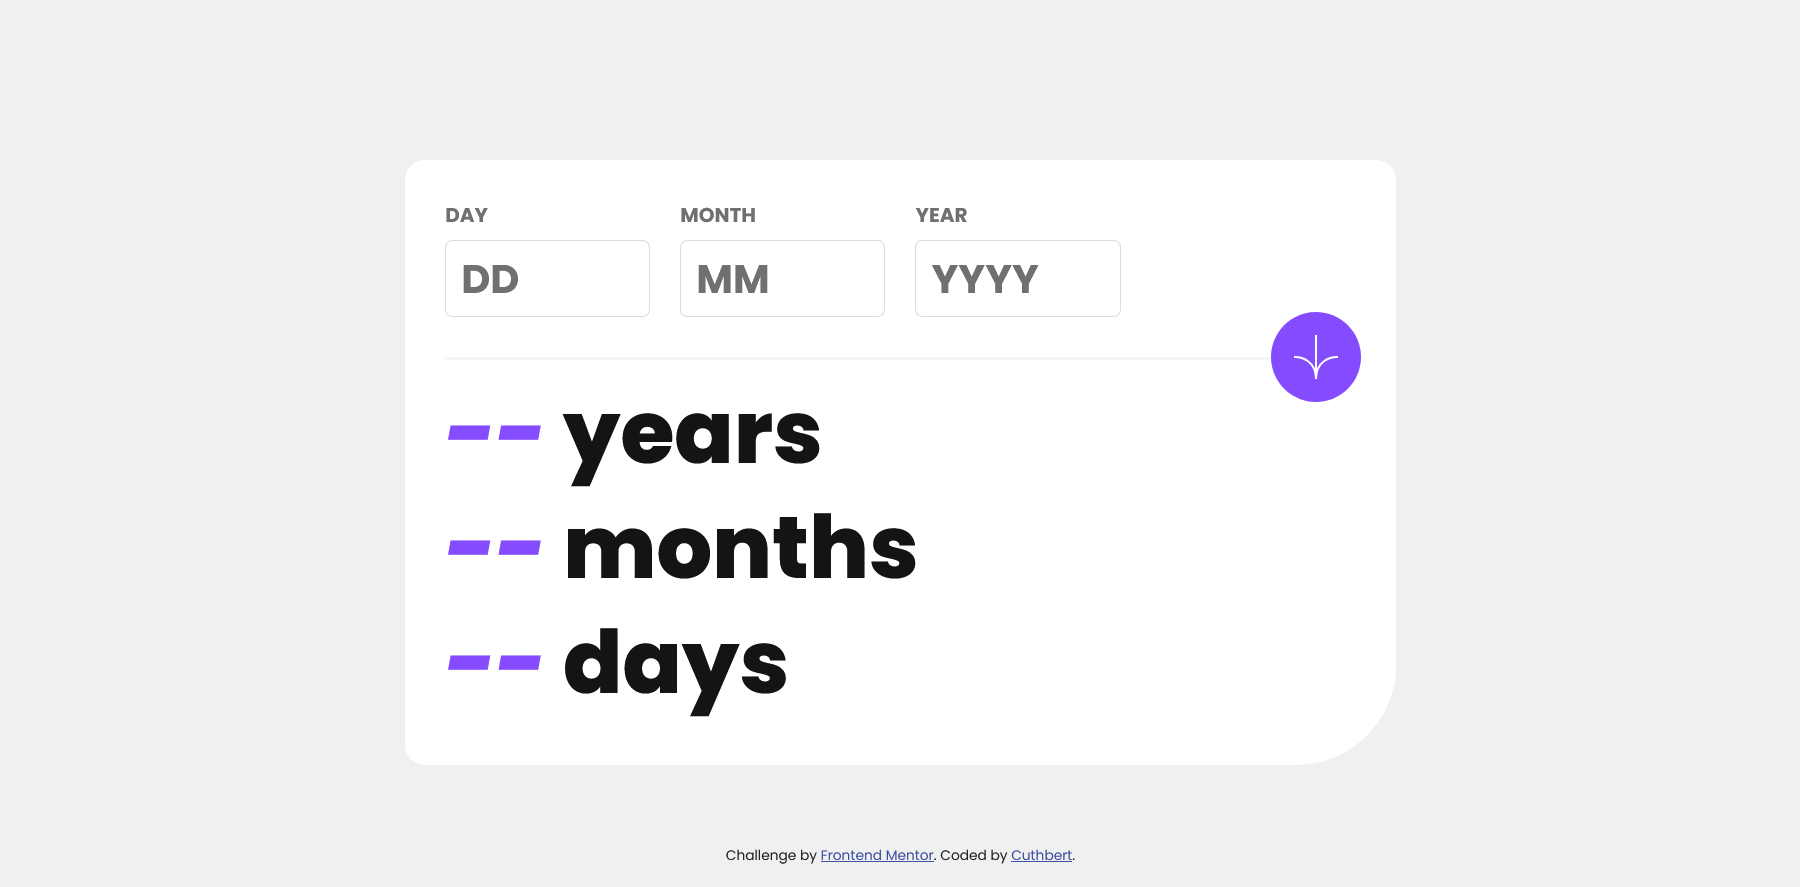 DAY MONTH YEAR
DD MM YYYY
-- years
-- months
-- days
Challenge by Frontend Mentor. Coded by Cuthbert.